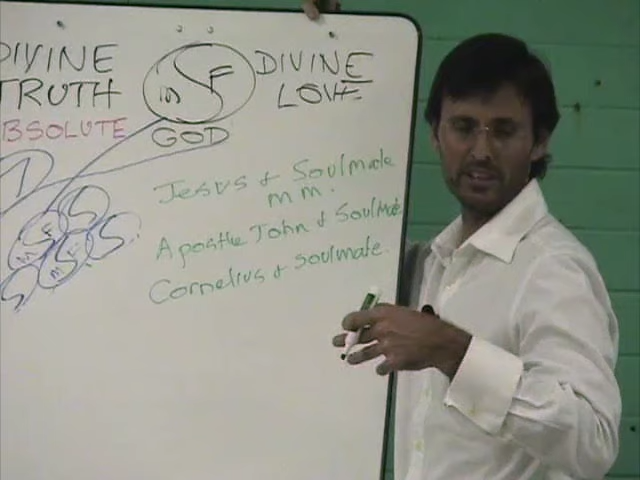 DIVINE
TRUTH
ABSOLUTE
DIVINE
LOVE
GOD
Jesus & Soulmate
m m.
Apostle John & Soulmate
Cornelius & soulmate.